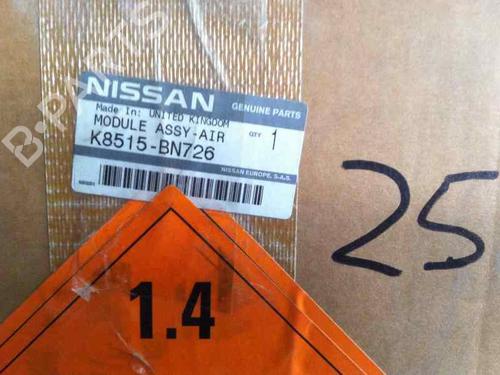 NISSAN
GENUINE PARTS
Made In: UNITED KINGDOM
MODULE ASSY-AIR
QTY 1
K8515-BN726
NISSAN EUROPE, S.A.S.
25
1.4
B-PARTS